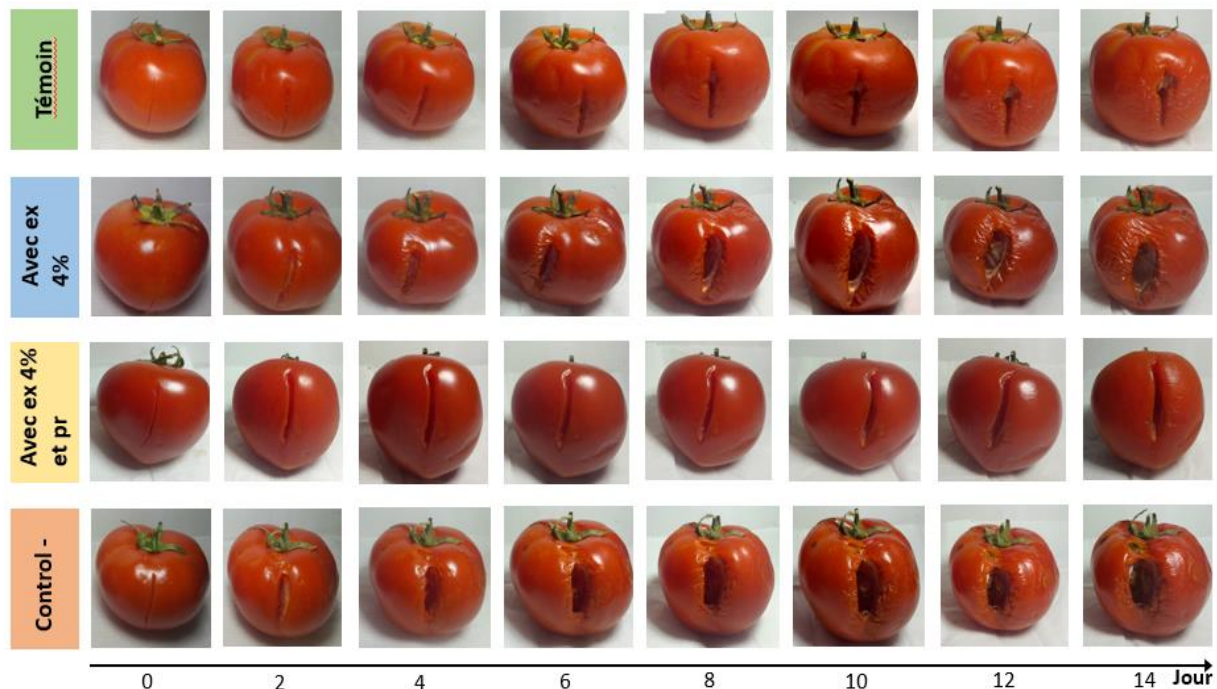 Témoin
Avec ex
4%
Avec ex 4%
et pr
Control -
0 2 4 6 8 10 12 14 Jour